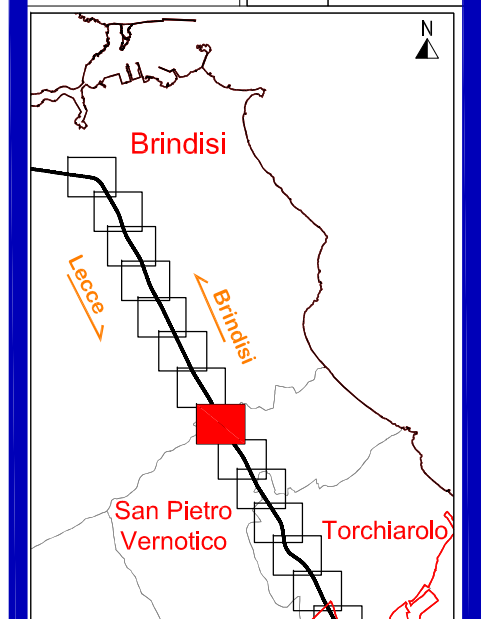 N
Brindisi
Lecce
Brindisi
San Pietro
Vernotico
Torchiarolo